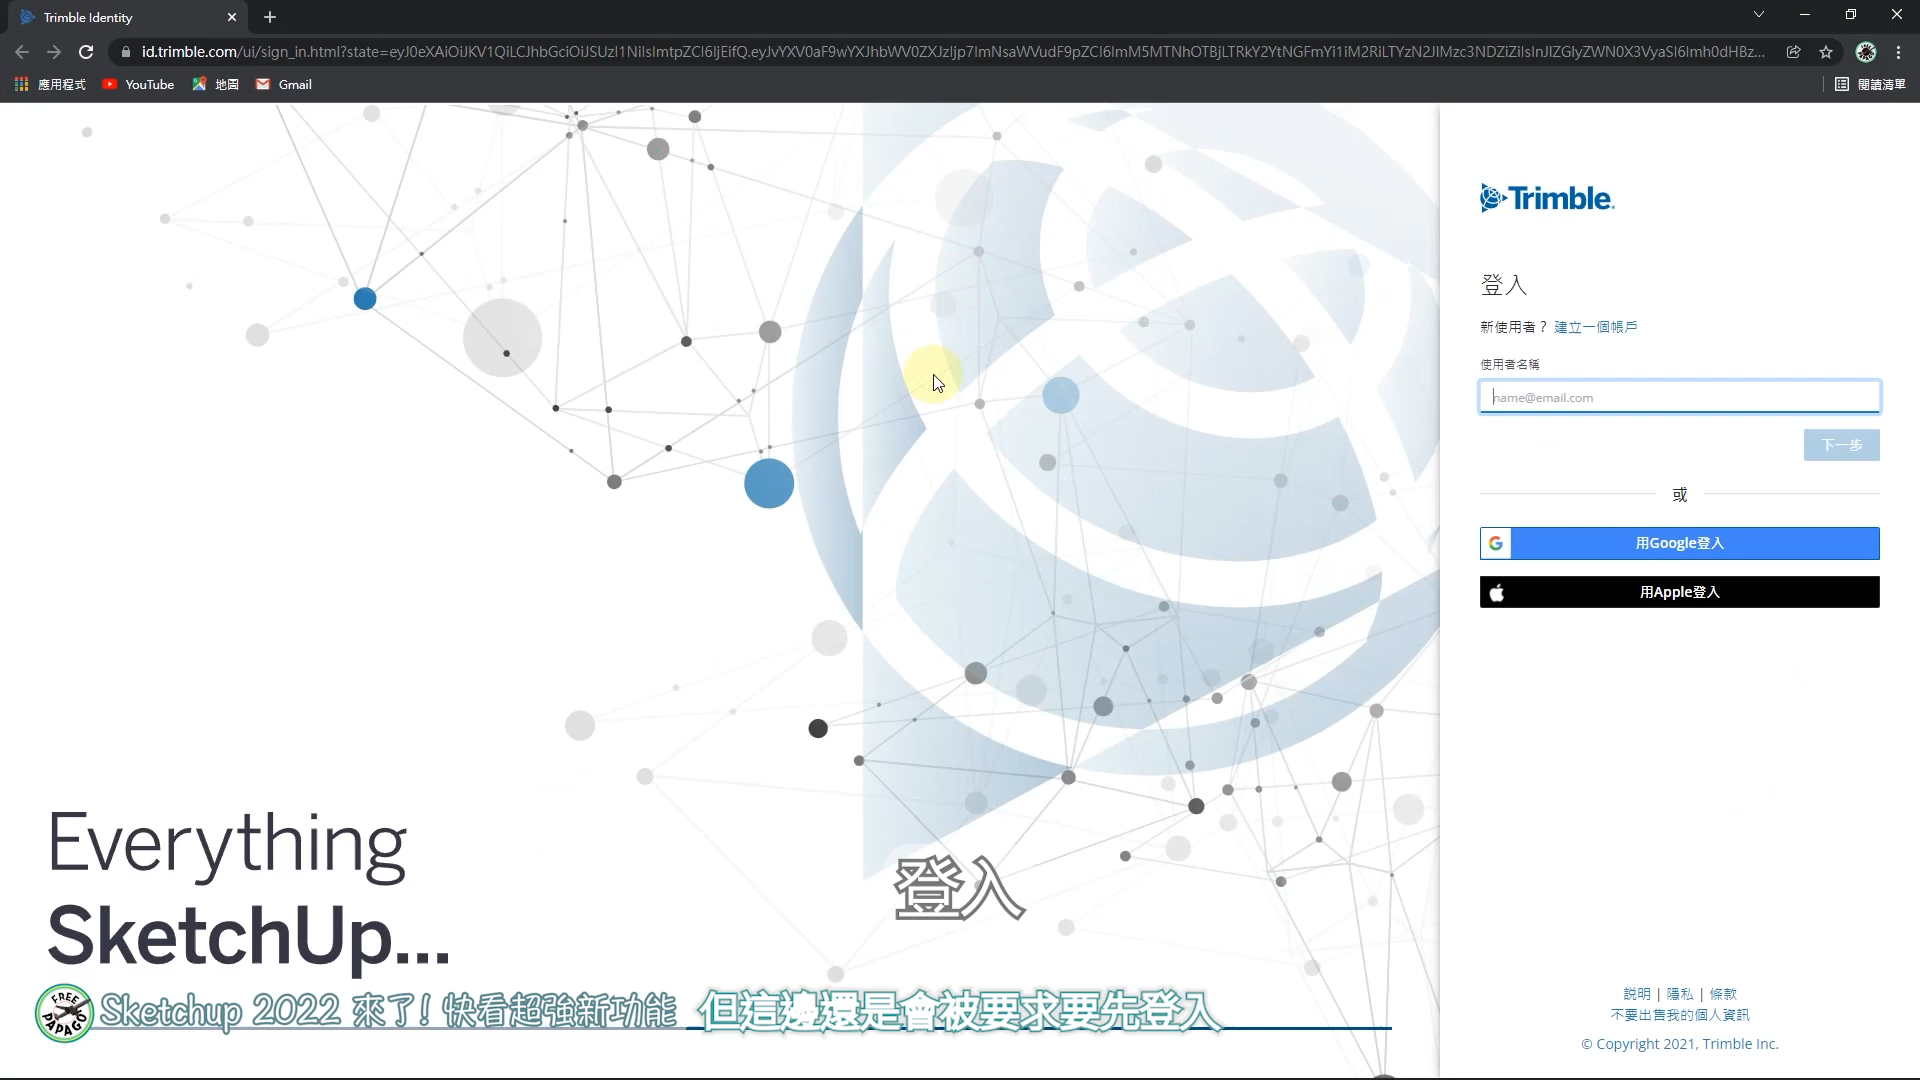 Trimble Identity
id.trimble.com/ui/sign_in.html?state=
應用程式
YouTube
地圖
Gmail
閱讀清單
Trimble
登入
新使用者？ 建立一個帳戶
使用者名稱
name@email.com
下一步
或
用Google登入
用Apple登入
Everything
SketchUp...
登入
FREE PAPAGO
Sketchup 2022 來了! 快看超強新功能
但這邊還是會被要求要先登入
説明 | 隱私 | 條款
不要出售我的個人資訊
© Copyright 2021, Trimble Inc.